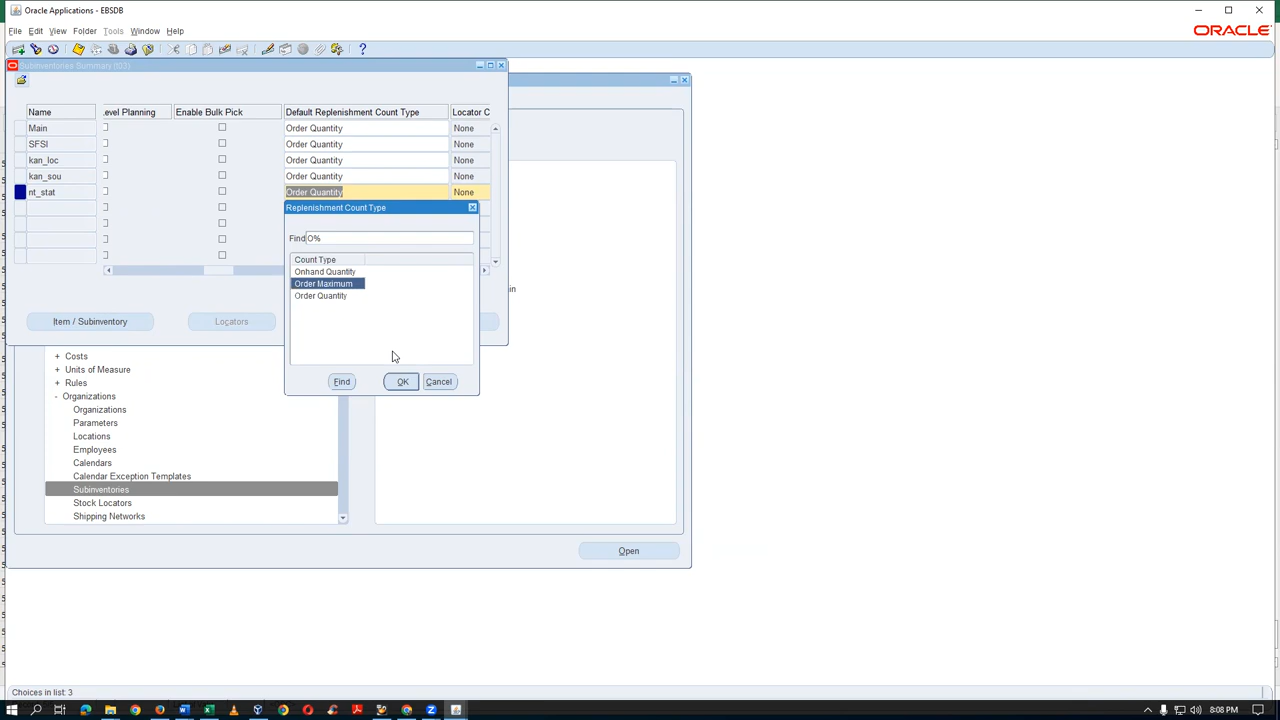 Oracle Applications - EBSDB
File Edit View Folder Tools Window Help
ORACLE
Subinventories Summary (f03)
Name .evel Planning Enable Bulk Pick Default Replenishment Count Type Locator C
Main Order Quantity None
SFSI Order Quantity None
kan_loc Order Quantity None
kan_sou Order Quantity None
nt_stat Order Quantity None
Replenishment Count Type
Find O%
Count Type
Onhand Quantity
Order Maximum
Order Quantity
in
Item / Subinventory Locators
Find OK Cancel
+ Costs
+ Units of Measure
+ Rules
- Organizations
Organizations
Parameters
Locations
Employees
Calendars
Calendar Exception Templates
Subinventories
Stock Locators
Shipping Networks
Open
Choices in list: 3
8:08 PM